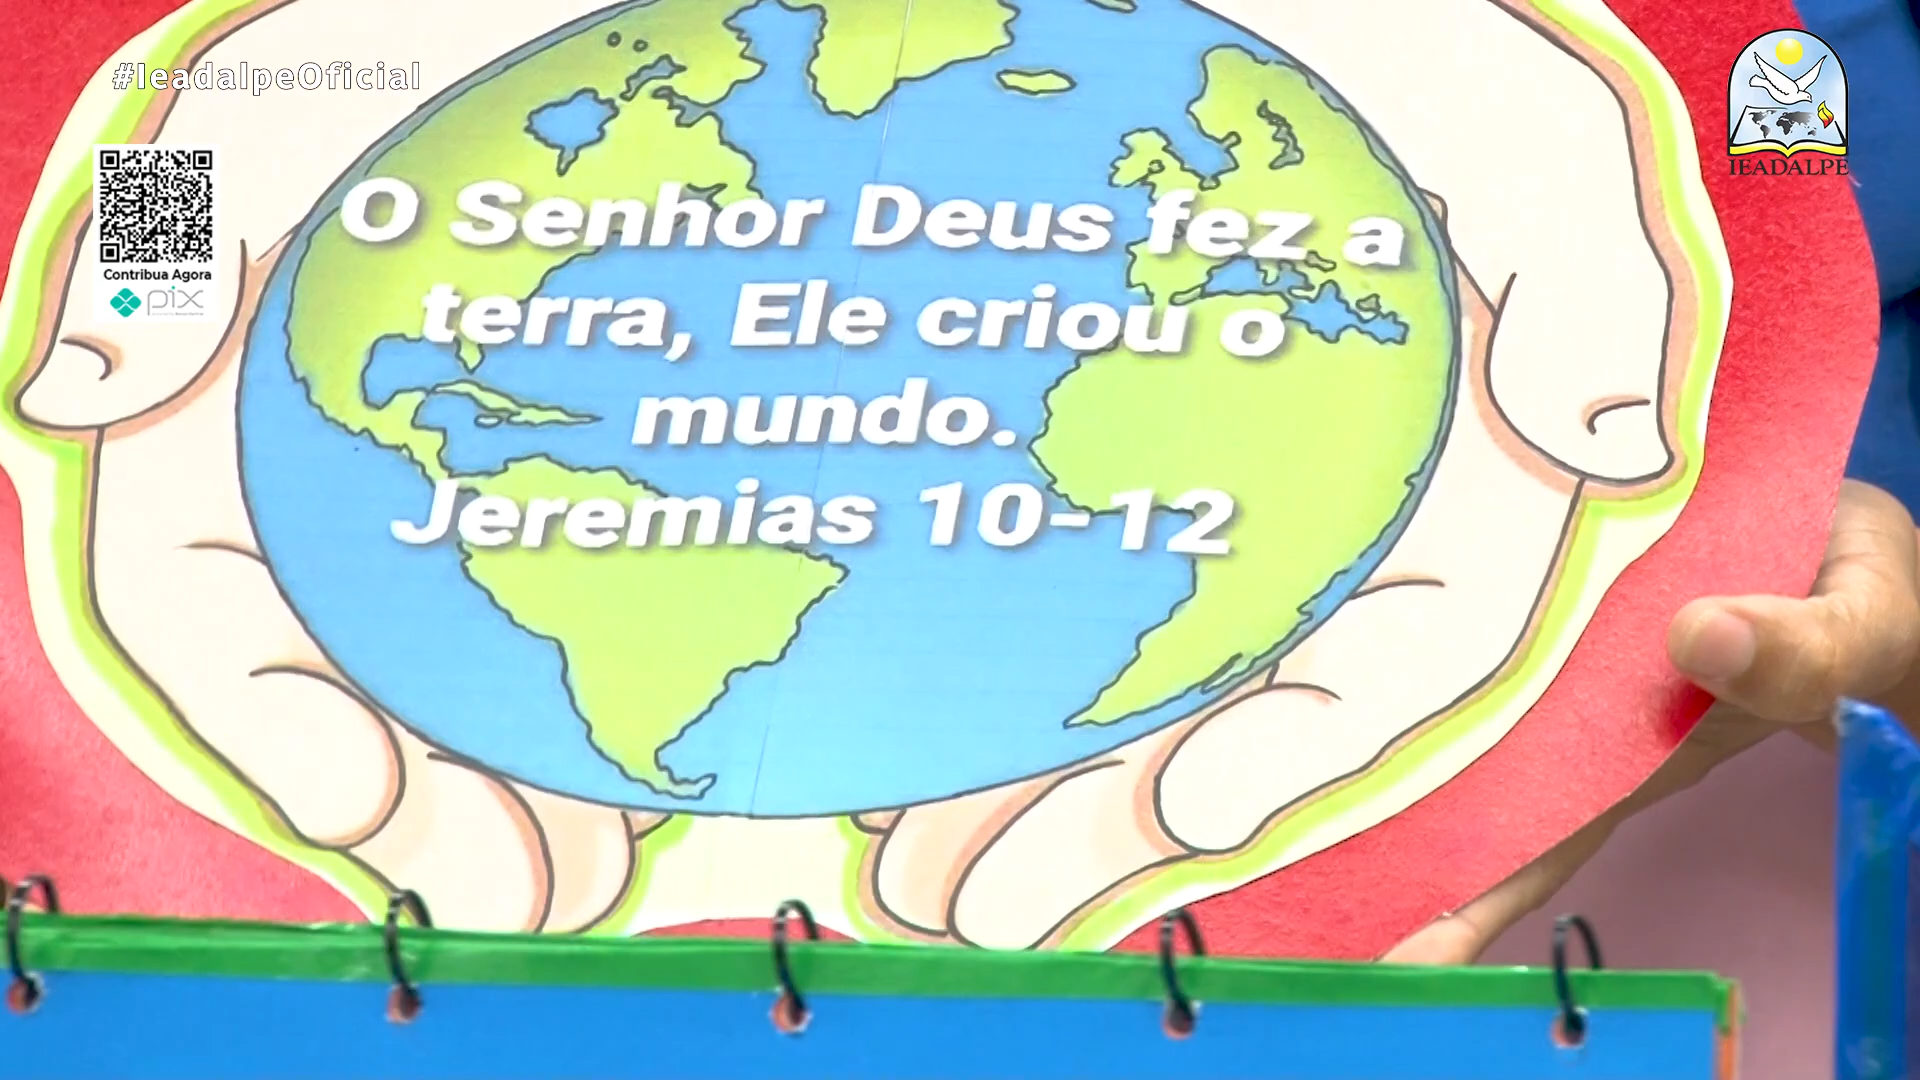 #IeadalpeOficial
IEADALPE
Contribua Agora
pix
O Senhor Deus fez a
terra, Ele criou o
mundo.
Jeremias 10-12